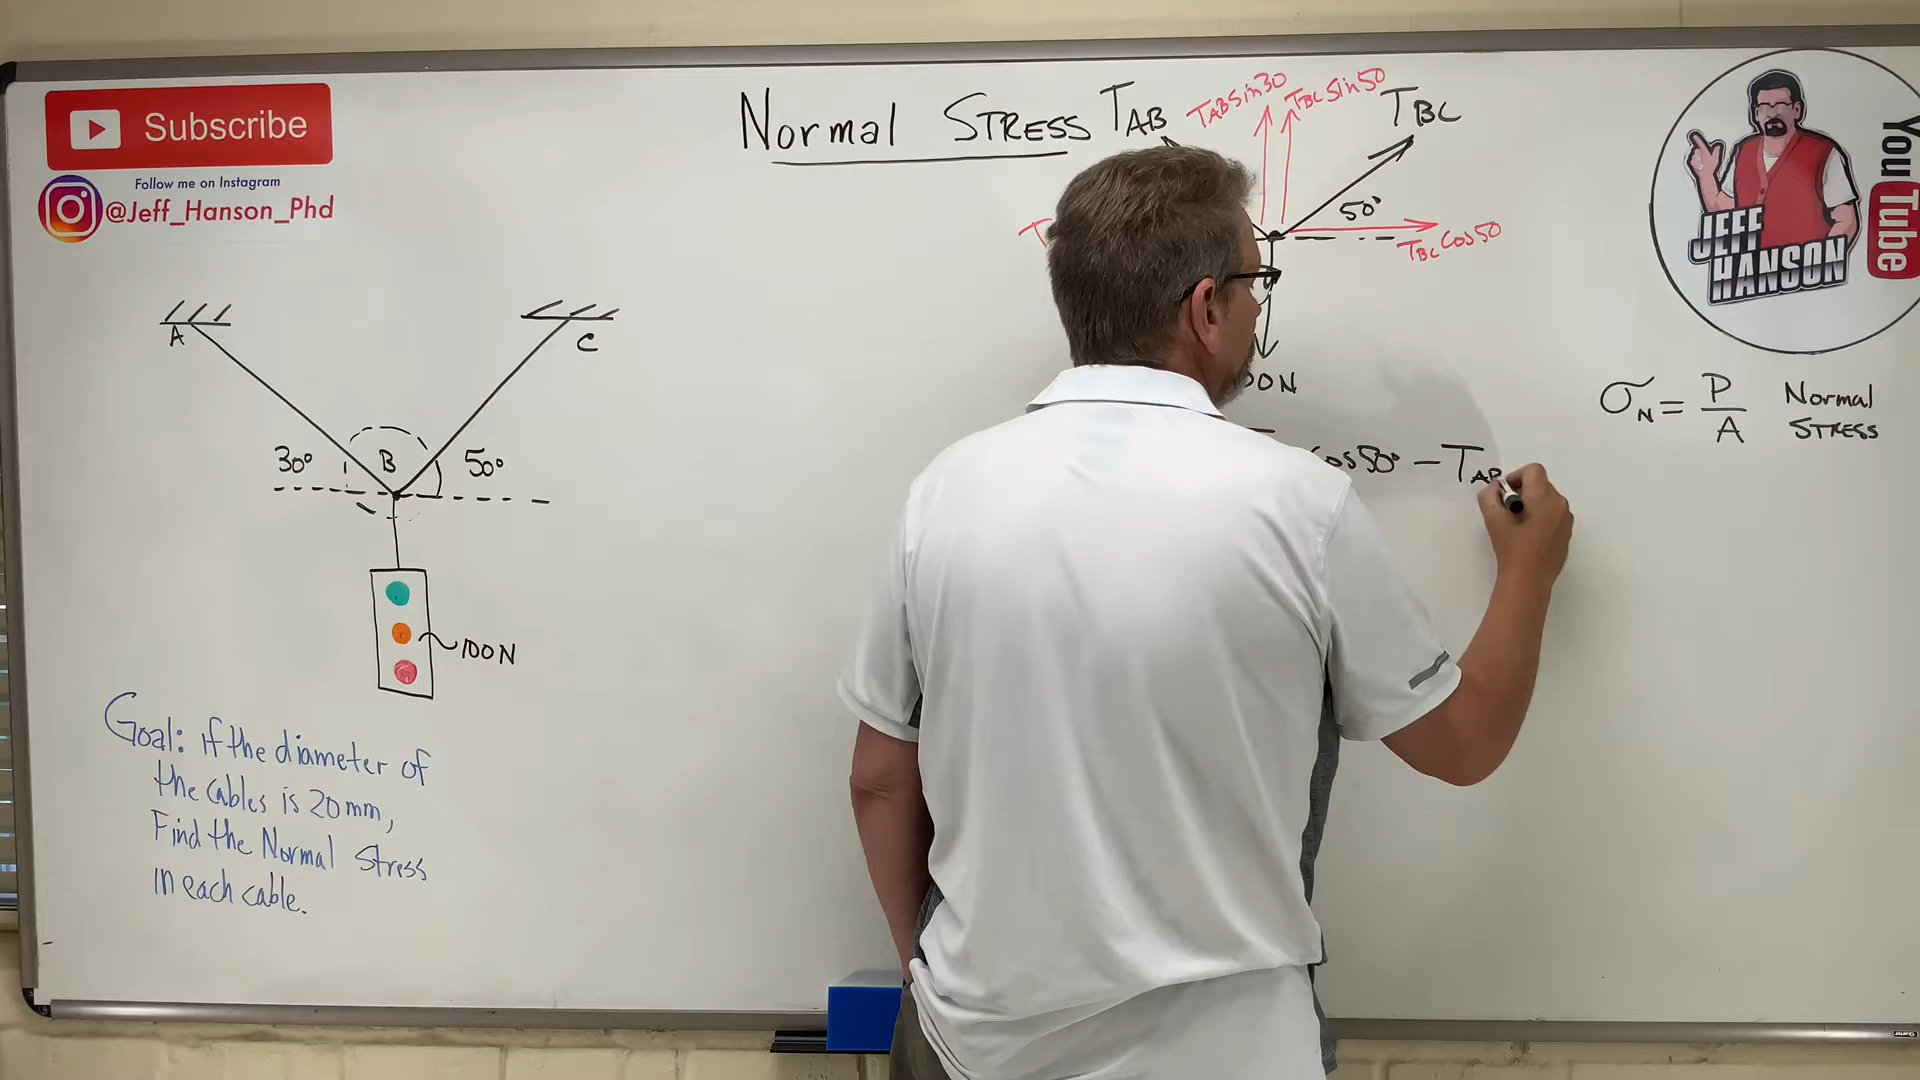 Subscribe
Follow me on Instagram
@Jeff_Hanson_Phd
Normal STRESS
TAB
TABsin30
TBCsin50
TBC
50°
TBCcos50
T
JEFF
HANSON
YouTube
A
C
30°
B
50°
100N
Goal: if the diameter of
the cables is 20mm,
Find the Normal Stress
in each cable.
cos50° - TAB
σN = P/A
Normal
STRESS